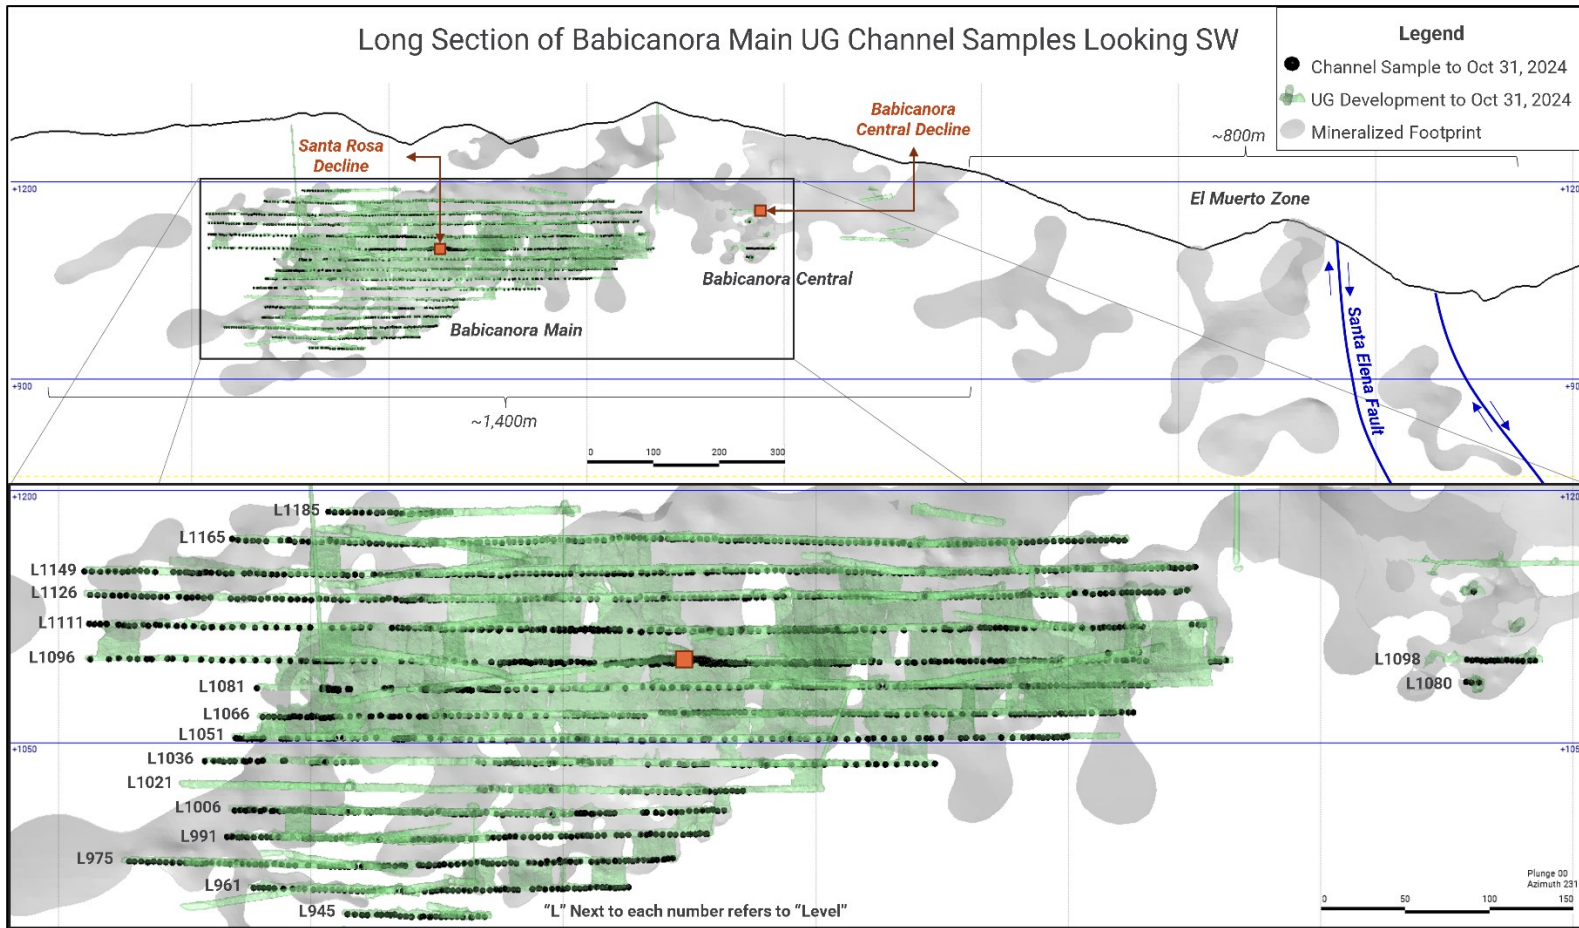 Long Section of Babicanora Main UG Channel Samples Looking SW
Legend
Channel Sample to Oct 31, 2024
UG Development to Oct 31, 2024
Mineralized Footprint
Santa Rosa
Decline
Babicanora
Central Decline
~800m
+1200
+120
El Muerto Zone
Babicanora Central
Babicanora Main
Santa Elena Fault
+900
+90
~1,400m
0 100 200 300
+1200
+120
L1185
L1165
L1149
L1126
L1111
L1096
L1098
L1081
L1080
L1066
L1051
+1050
+105
L1036
L1021
L1006
L991
L975
L961
L945
"L" Next to each number refers to "Level"
Plunge 00
Azimuth 231
0 50 100 150